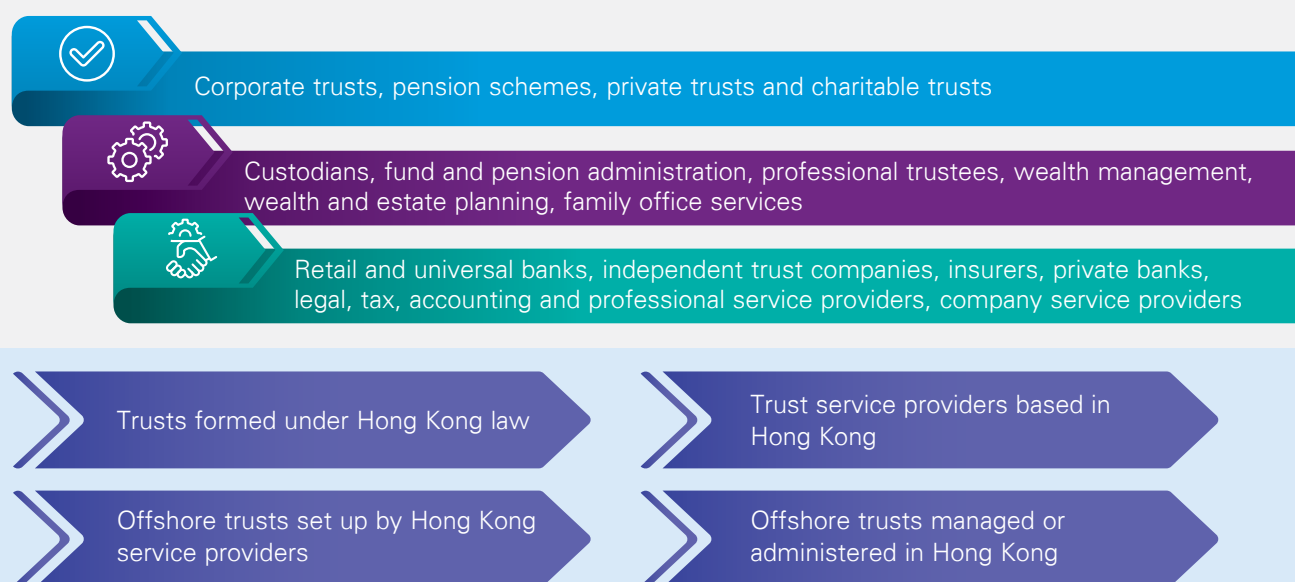 Corporate trusts, pension schemes, private trusts and charitable trusts
Custodians, fund and pension administration, professional trustees, wealth management,
wealth and estate planning, family office services
Retail and universal banks, independent trust companies, insurers, private banks,
legal, tax, accounting and professional service providers, company service providers
Trusts formed under Hong Kong law
Trust service providers based in
Hong Kong
Offshore trusts set up by Hong Kong
service providers
Offshore trusts managed or
administered in Hong Kong